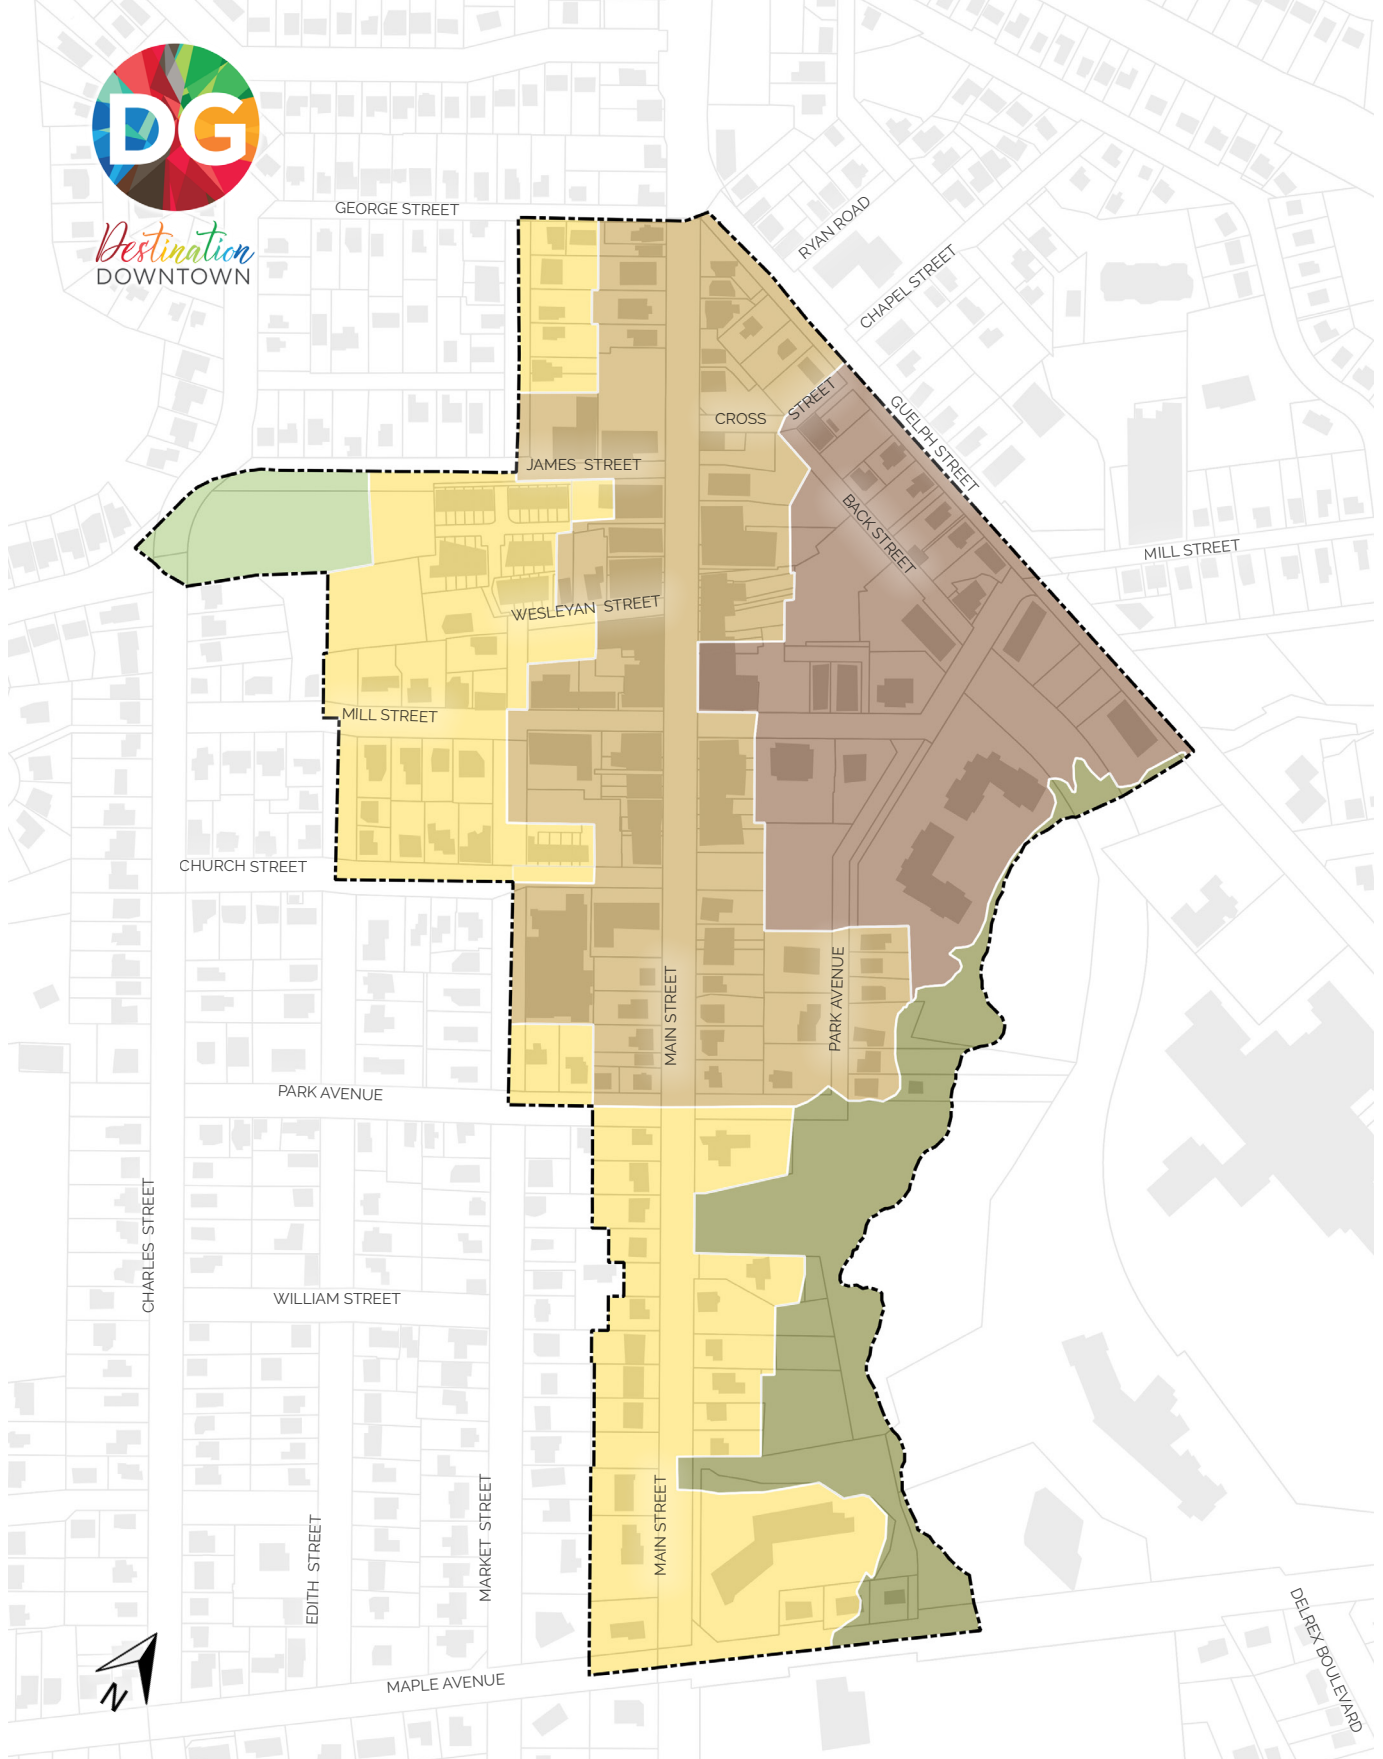 DG
Destination
DOWNTOWN
GEORGE STREET
RYAN ROAD
CHAPEL STREET
GUELPH STREET
CROSS STREET
JAMES STREET
BACK STREET
MILL STREET
WESLEYAN STREET
MILL STREET
CHURCH STREET
MAIN STREET
PARK AVENUE
PARK AVENUE
CHARLES STREET
WILLIAM STREET
EDITH STREET
MARKET STREET
MAIN STREET
DELREX BOULEVARD
MAPLE AVENUE
N